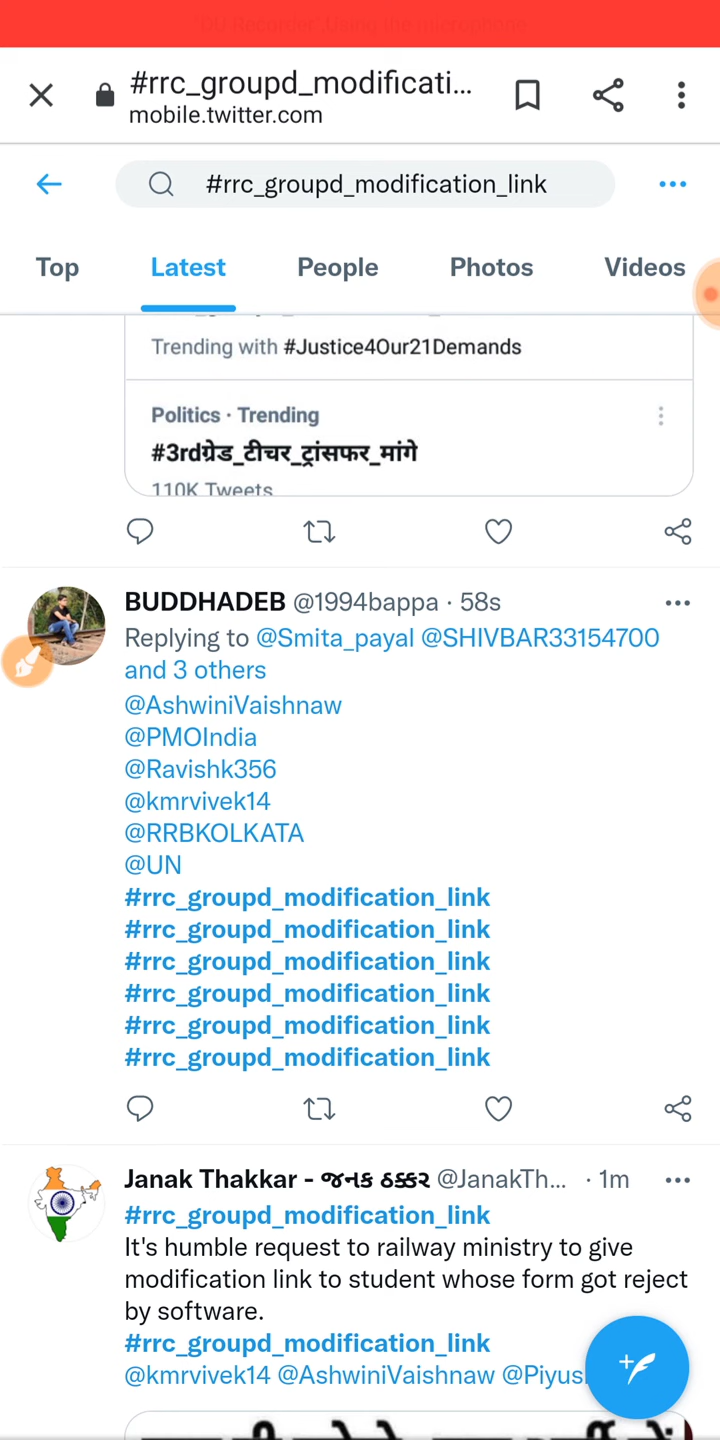 #rrc_groupd_modificati...
mobile.twitter.com
#rrc_groupd_modification_link
Top Latest People Photos Videos
Trending with #Justice4Our21Demands
Politics · Trending
#3rdग्रेड_टीचर_ट्रांसफर_मांगे
110K Tweets
BUDDHADEB @1994bappa · 58s
Replying to @Smita_payal @SHIVBAR33154700
and 3 others
@AshwiniVaishnaw
@PMOIndia
@Ravishk356
@kmrvivek14
@RRBKOLKATA
@UN
#rrc_groupd_modification_link
#rrc_groupd_modification_link
#rrc_groupd_modification_link
#rrc_groupd_modification_link
#rrc_groupd_modification_link
#rrc_groupd_modification_link
Janak Thakkar - જનક ઠક્કર @JanakTh... · 1m
#rrc_groupd_modification_link
It's humble request to railway ministry to give
modification link to student whose form got reject
by software.
#rrc_groupd_modification_link
@kmrvivek14 @AshwiniVaishnaw @Piyus